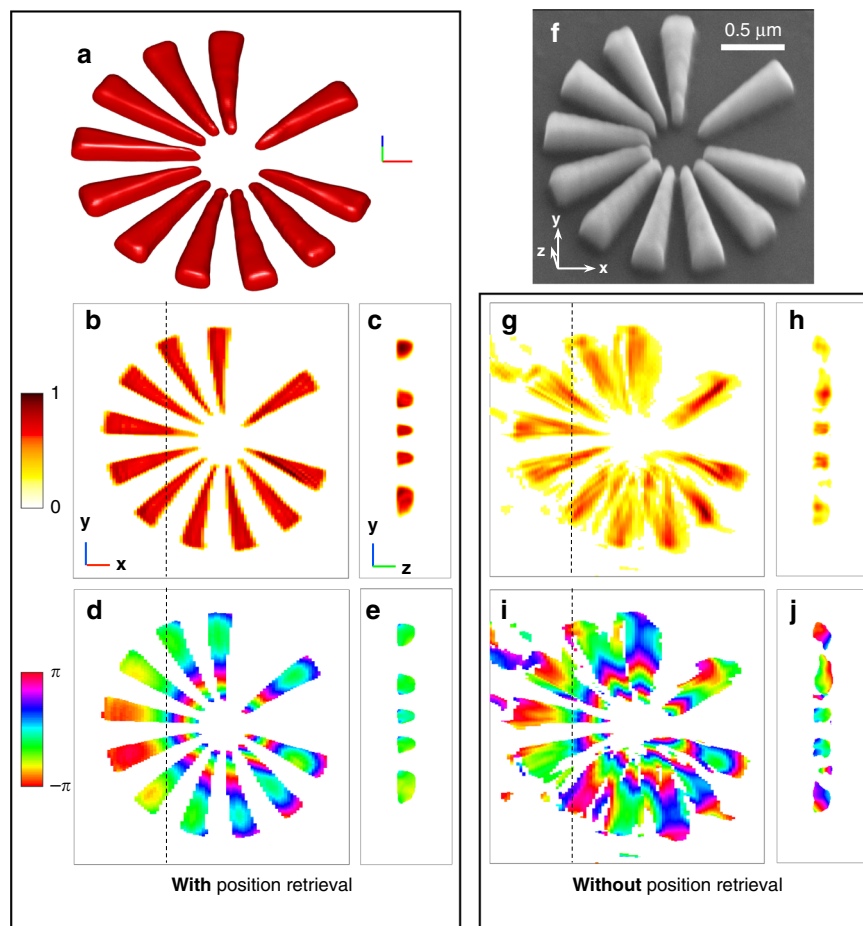 a
f
0.5 µm
y
z
x
b
c
1
0
y
x
y
z
g
h
d
e
π
−π
i
j
With position retrieval
Without position retrieval